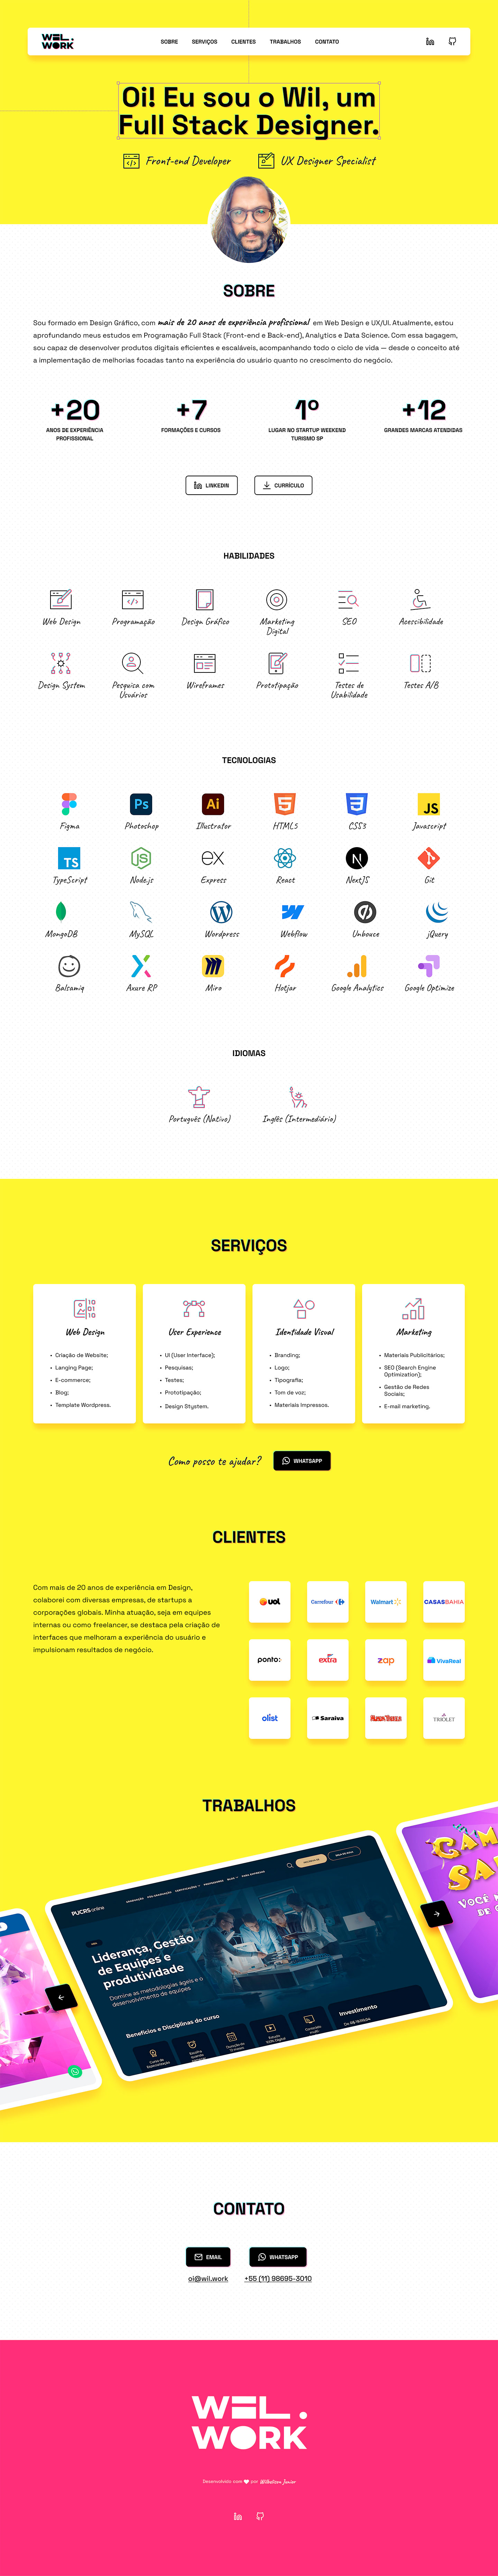 WEL.
WORK
SOBRE SERVIÇOS CLIENTES TRABALHOS CONTATO
Oi! Eu sou o Wil, um
Full Stack Designer.
Front-end Developer UX Designer Specialist
SOBRE
Sou formado em Design Gráfico, com mais de 20 anos de experiência profissional em Web Design e UX/UI. Atualmente, estou
aprofundando meus estudos em Programação Full Stack (Front-end e Back-end), Analytics e Data Science. Com essa bagagem,
sou capaz de desenvolver produtos digitais eficientes e escaláveis, acompanhando todo o ciclo de vida — desde o conceito até
a implementação de melhorias focadas tanto na experiência do usuário quanto no crescimento do negócio.
+20 +7 1º +12
ANOS DE EXPERIÊNCIA
PROFISSIONAL
FORMAÇÕES E CURSOS
LUGAR NO STARTUP WEEKEND
TURISMO SP
GRANDES MARCAS ATENDIDAS
LINKEDIN CURRÍCULO
HABILIDADES
Web Design Programação Design Gráfico Marketing
Digital
SEO Acessibilidade
Design System Pesquisa com
Usuários
Wireframes Prototipação Testes de
Usabilidade
Testes A/B
TECNOLOGIAS
Ps Ai 5 3 JS
Figma Photoshop Illustrator HTML5 CSS3 Javascript
TS JS ex N
TypeScript Node.js Express React NextJS Git
MongoDB MySQL Wordpress Webflow Unbouce jQuery
Balsamiq Axure RP Miro Hotjar Google Analytics Google Optimize
IDIOMAS
Português (Nativo) Inglês (Intermediário)
SERVIÇOS
Web Design
• Criação de Website;
• Langing Page;
• E-commerce;
• Blog;
• Template Wordpress.
User Experience
• UI (User Interface);
• Pesquisas;
• Testes;
• Prototipação;
• Design Stystem.
Identidade Visual
• Branding;
• Logo;
• Tipografia;
• Tom de voz;
• Materiais Impressos.
Marketing
• Materiais Publicitários;
• SEO (Search Engine
Optimization);
• Gestão de Redes
Sociais;
• E-mail marketing.
Como posso te ajudar? WHATSAPP
CLIENTES
Com mais de 20 anos de experiência em Design,
colaborei com diversas empresas, de startups a
corporações globais. Minha atuação, seja em equipes
internas ou como freelancer, se destaca pela criação de
interfaces que melhoram a experiência do usuário e
impulsionam resultados de negócio.
UOL Carrefour Walmart CASASBAHIA
ponto: extra zap VivaReal
olist Saraiva TRIOLET
TRABALHOS
PUCRS online
Liderança, Gestão
de Equipes e
produtividade
Domine as metodologias ágeis e o
desenvolvimento de equipes
Benefícios e Disciplinas do curso
Investimento
CONTATO
EMAIL WHATSAPP
oi@wil.work +55 (11) 98695-3010
WEL.
WORK
Desenvolvido com ♥ por Wilkelison Junior